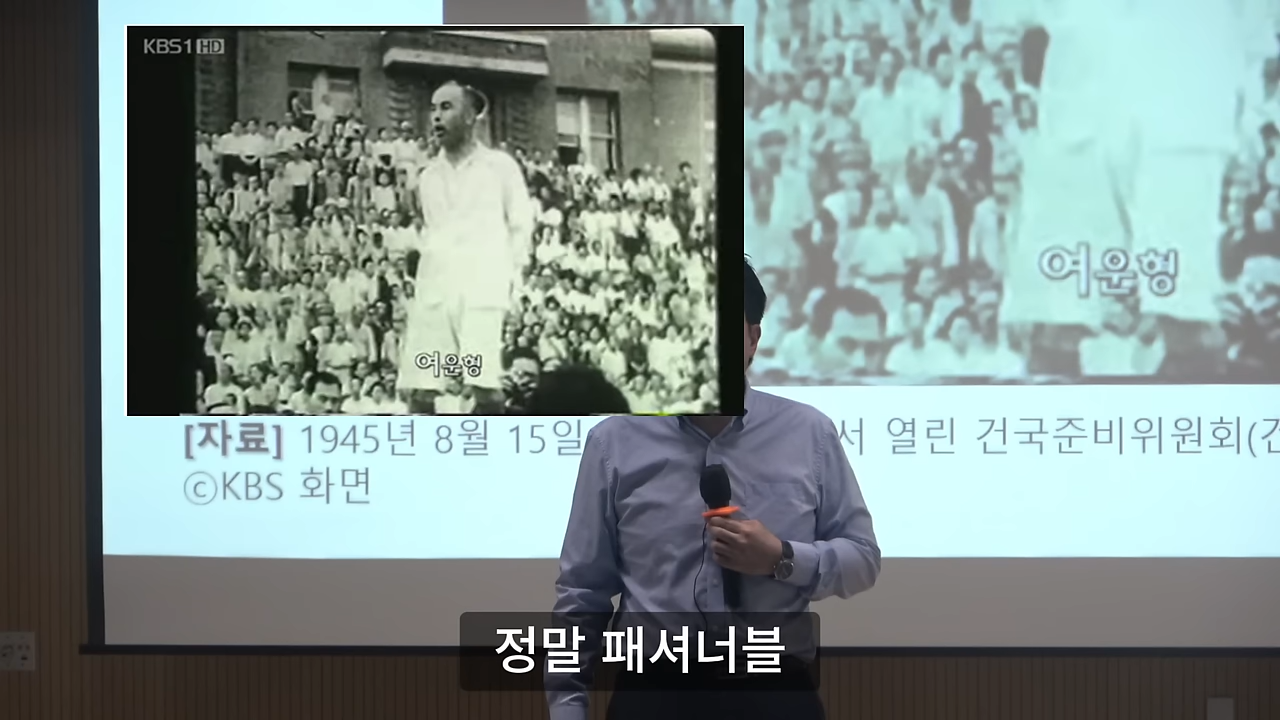 KBS1 HD
여운형
여운형
[자료] 1945년 8월 15일 서 열린 건국준비위원회(건
ⓒKBS 화면
정말 패셔너블